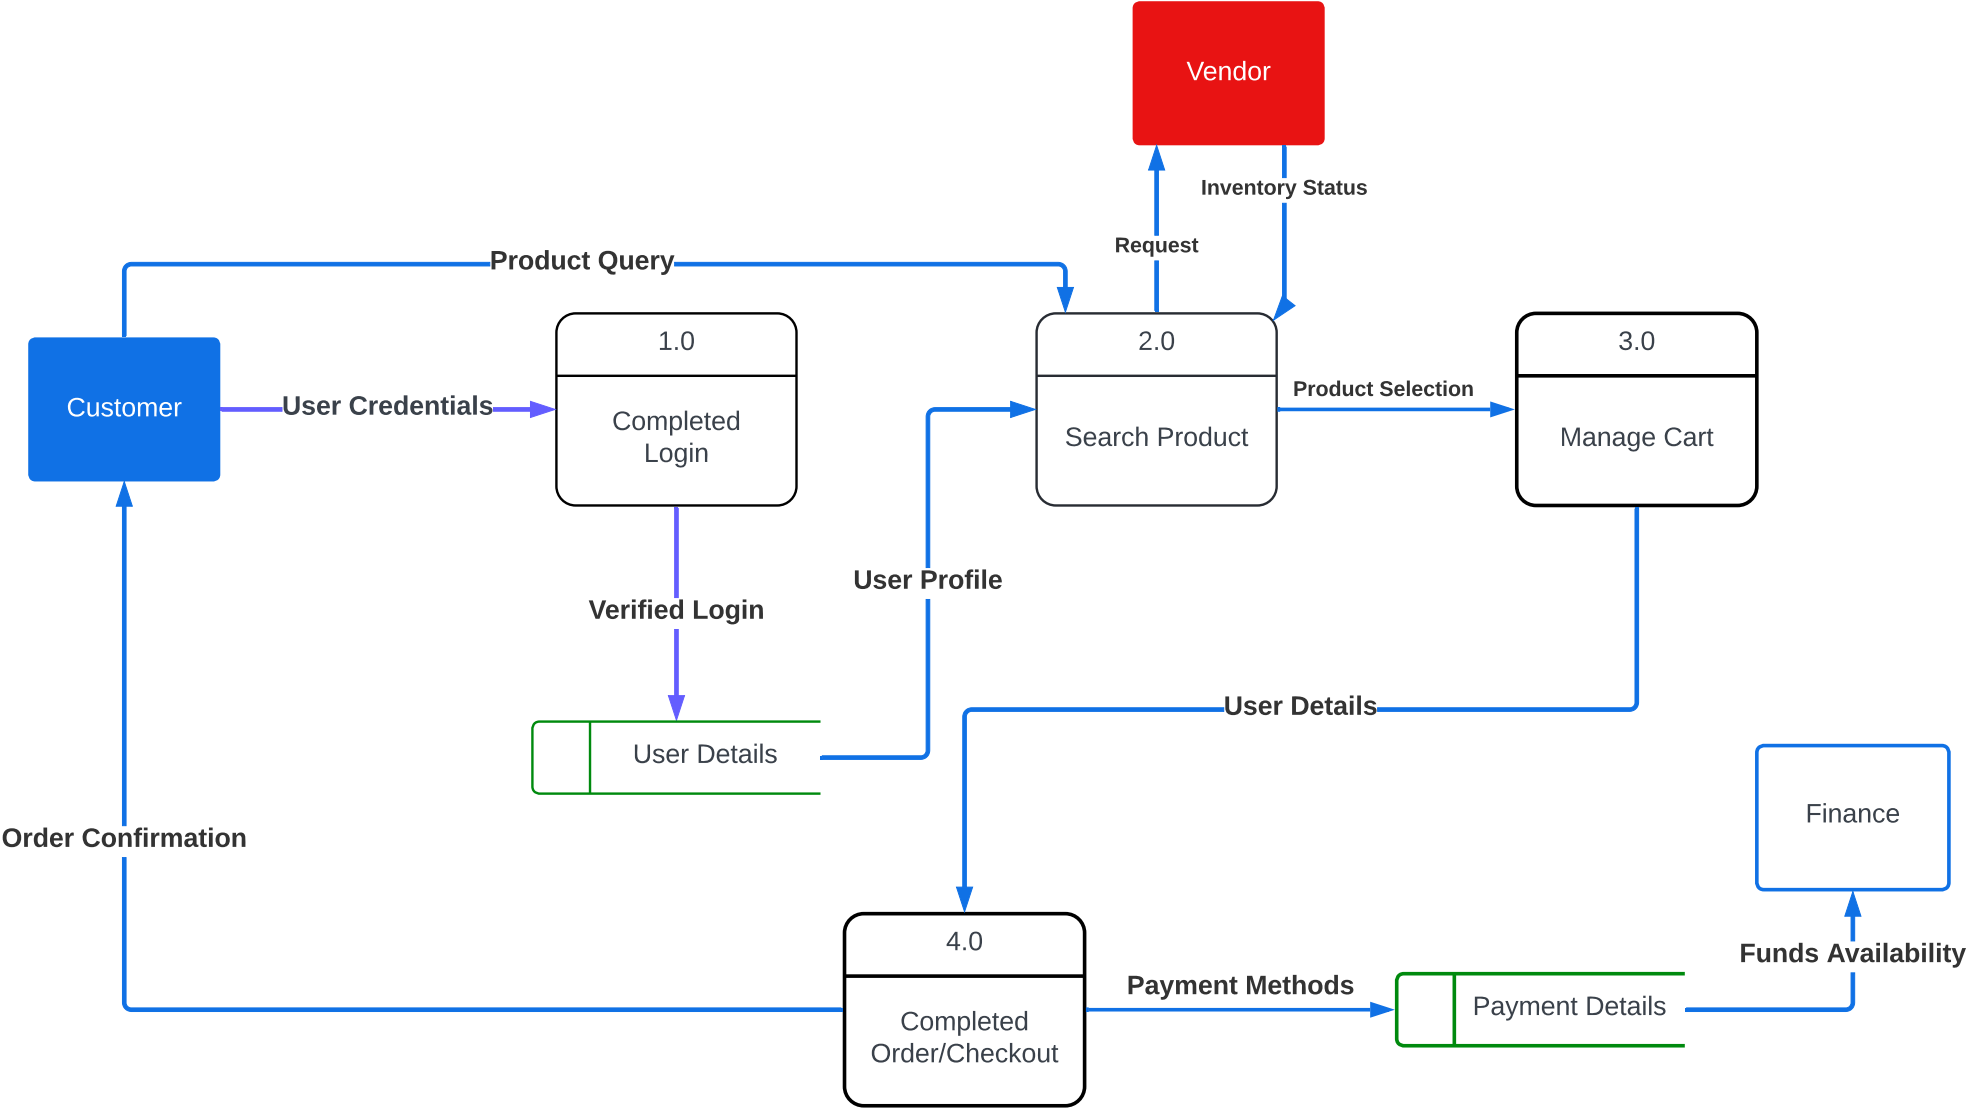 Vendor
Inventory Status
Request
Product Query
1.0
2.0
3.0
Product Selection
Customer
User Credentials
Completed
Login
Search Product
Manage Cart
User Profile
Verified Login
User Details
User Details
Finance
Order Confirmation
4.0
Funds Availability
Payment Methods
Payment Details
Completed
Order/Checkout